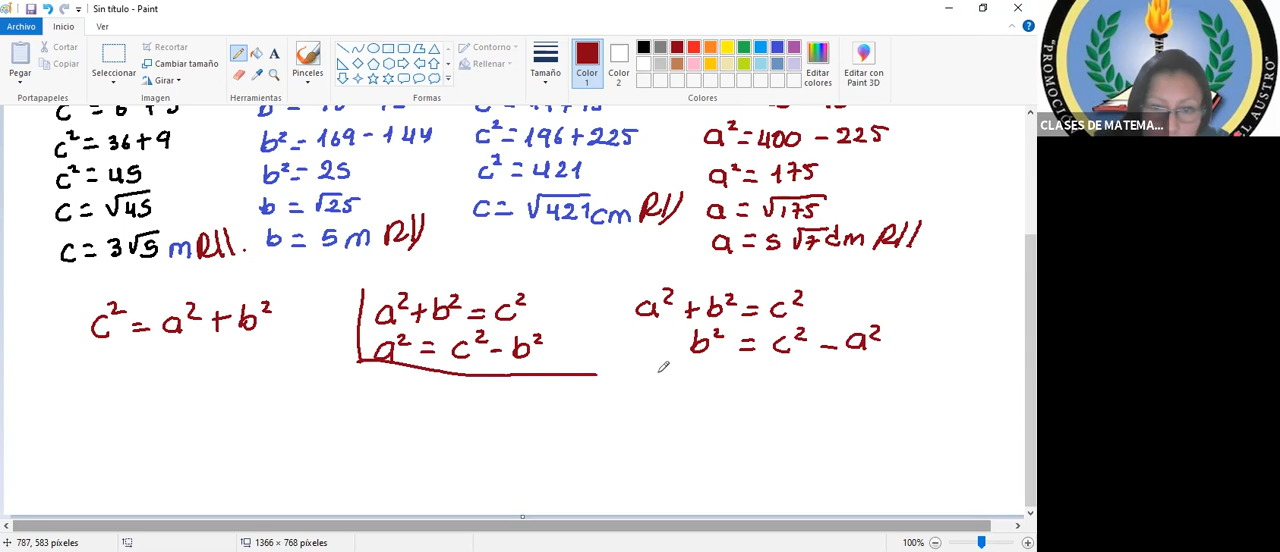 Sin título - Paint
Archivo Inicio Ver
Pegar
Cortar
Copiar
Portapapeles
Seleccionar
Recortar
Cambiar tamaño
Girar
Imagen
Herramientas
Pinceles
Contorno
Rellenar
Formas
Tamaño
Color 1
Color 2
Editar colores
Editar con Paint 3D
Colores
c² = 36 + 9
c² = 45
c = √45
c = 3√5 m R//.
b² = 169 - 144
b² = 25
b = √25
b = 5 m R//
c² = 196 + 225
c² = 421
c = √421 cm R//
a² = 400 - 225
a² = 175
a = √175
a = 5√7 dm R//
c² = a² + b²
a² + b² = c²
a² = c² - b²
a² + b² = c²
b² = c² - a²
CLASES DE MATEMA...
787, 583 píxeles
1366 × 768 píxeles
100%